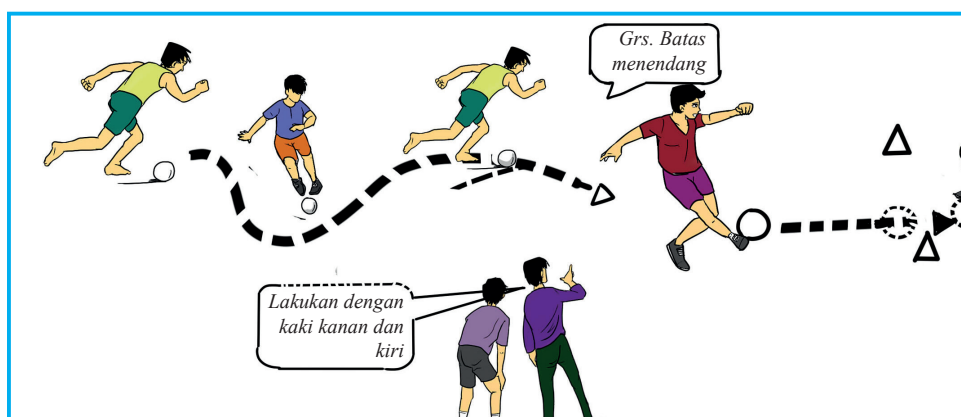 Grs. Batas
menendang
Lakukan dengan
kaki kanan dan
kiri